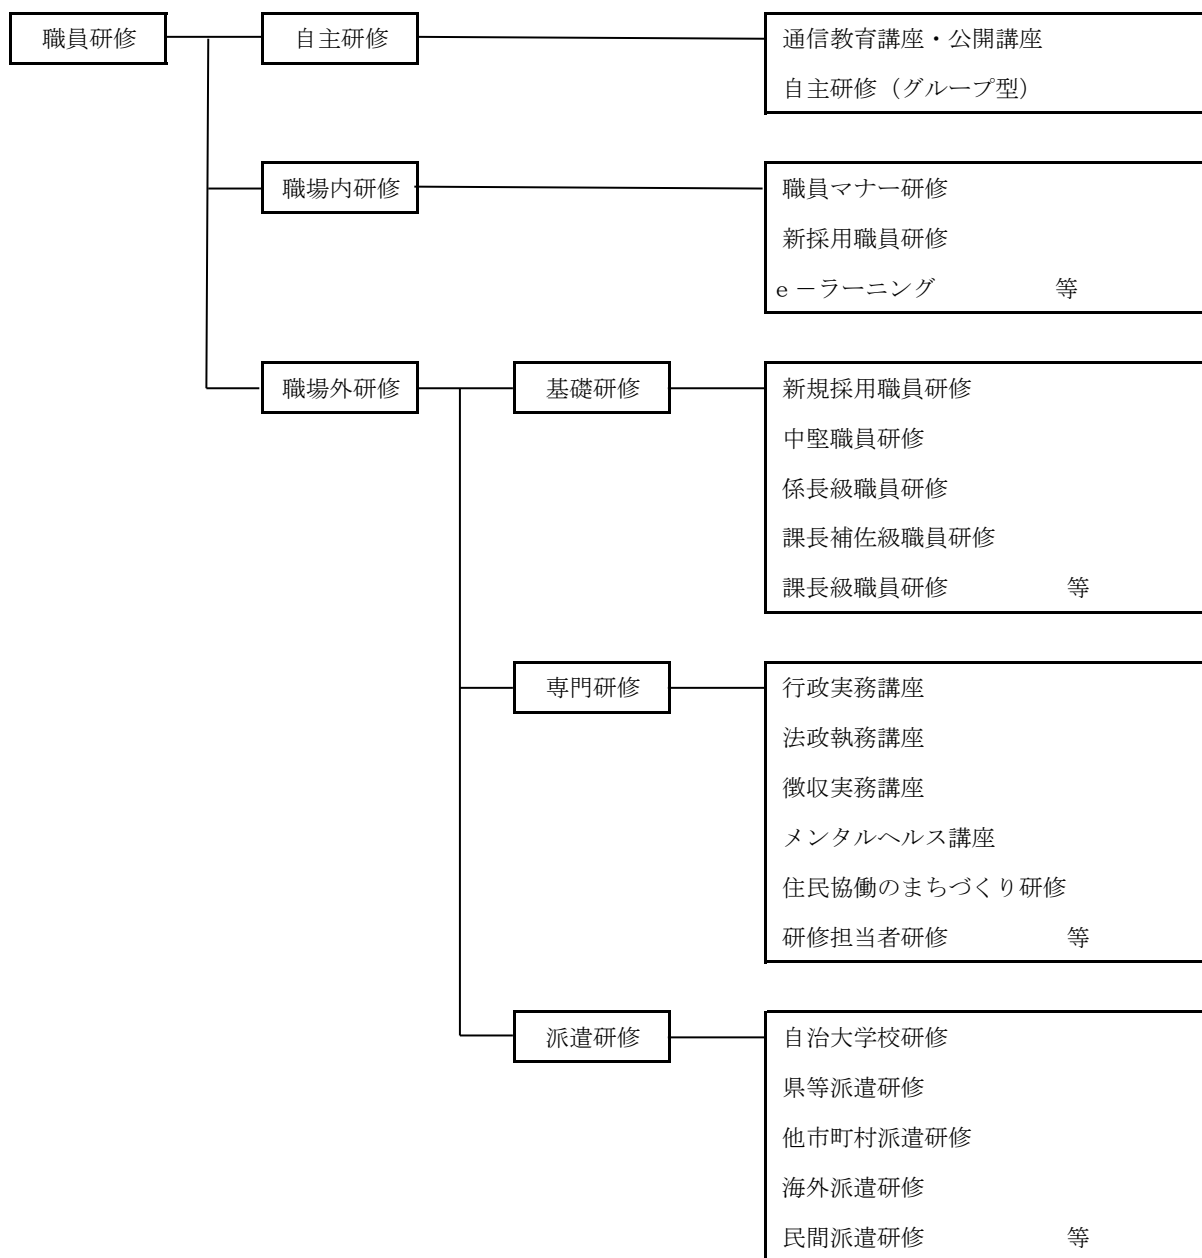 職員研修
自主研修
通信教育講座・公開講座
自主研修（グループ型）
職場内研修
職員マナー研修
新採用職員研修
ｅ－ラーニング 等
職場外研修
基礎研修
新規採用職員研修
中堅職員研修
係長級職員研修
課長補佐級職員研修
課長級職員研修 等
専門研修
行政実務講座
法政執務講座
徴収実務講座
メンタルヘルス講座
住民協働のまちづくり研修
研修担当者研修 等
派遣研修
自治大学校研修
県等派遣研修
他市町村派遣研修
海外派遣研修
民間派遣研修 等